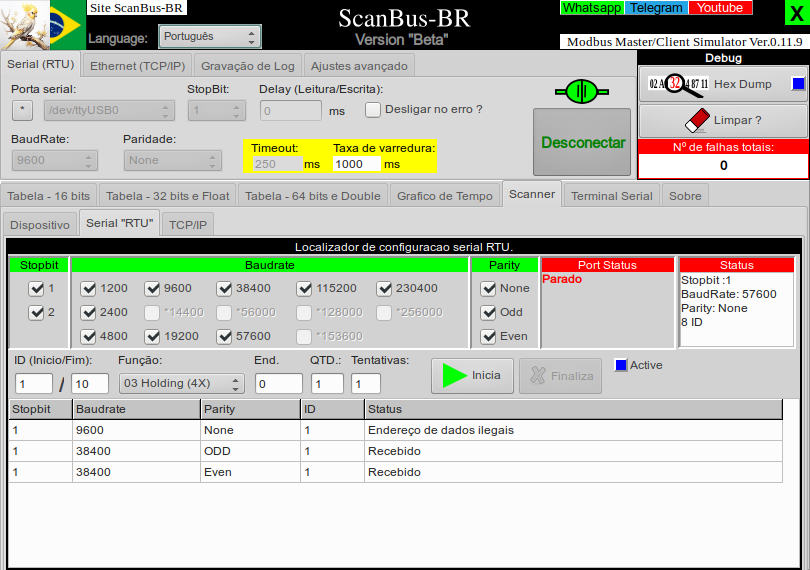 Site ScanBus-BR
Language:
Português
ScanBus-BR
Version "Beta"
Whatsapp
Telegram
Youtube
X
Modbus Master/Client Simulator Ver.0.11.9
Serial (RTU)
Ethernet (TCP/IP)
Gravação de Log
Ajustes avançado
Debug
Porta serial:
StopBit:
Delay (Leitura/Escrita):
*
/dev/ttyUSB0
1
0
ms
Desligar no erro ?
Hex Dump
Limpar ?
BaudRate:
Paridade:
Timeout:
Taxa de varredura:
9600
None
250
ms
1000
ms
Desconectar
Nº de falhas totais:
0
Tabela - 16 bits
Tabela - 32 bits e Float
Tabela - 64 bits e Double
Grafico de Tempo
Scanner
Terminal Serial
Sobre
Dispositivo
Serial "RTU"
TCP/IP
Localizador de configuracao serial RTU.
Stopbit
Baudrate
Parity
Port Status
Status
1
1200
9600
38400
115200
230400
None
Parado
Stopbit :1
BaudRate: 57600
Parity: None
8 ID
2
2400
*14400
*56000
*128000
*256000
Odd
4800
19200
57600
*153600
Even
ID (Inicio/Fim):
Função:
End.
QTD.:
Tentativas:
1
/
10
03 Holding (4X)
0
1
1
Inicia
Finaliza
Active
Stopbit
Baudrate
Parity
ID
Status
1
9600
None
1
Endereço de dados ilegais
1
38400
ODD
1
Recebido
1
38400
Even
1
Recebido